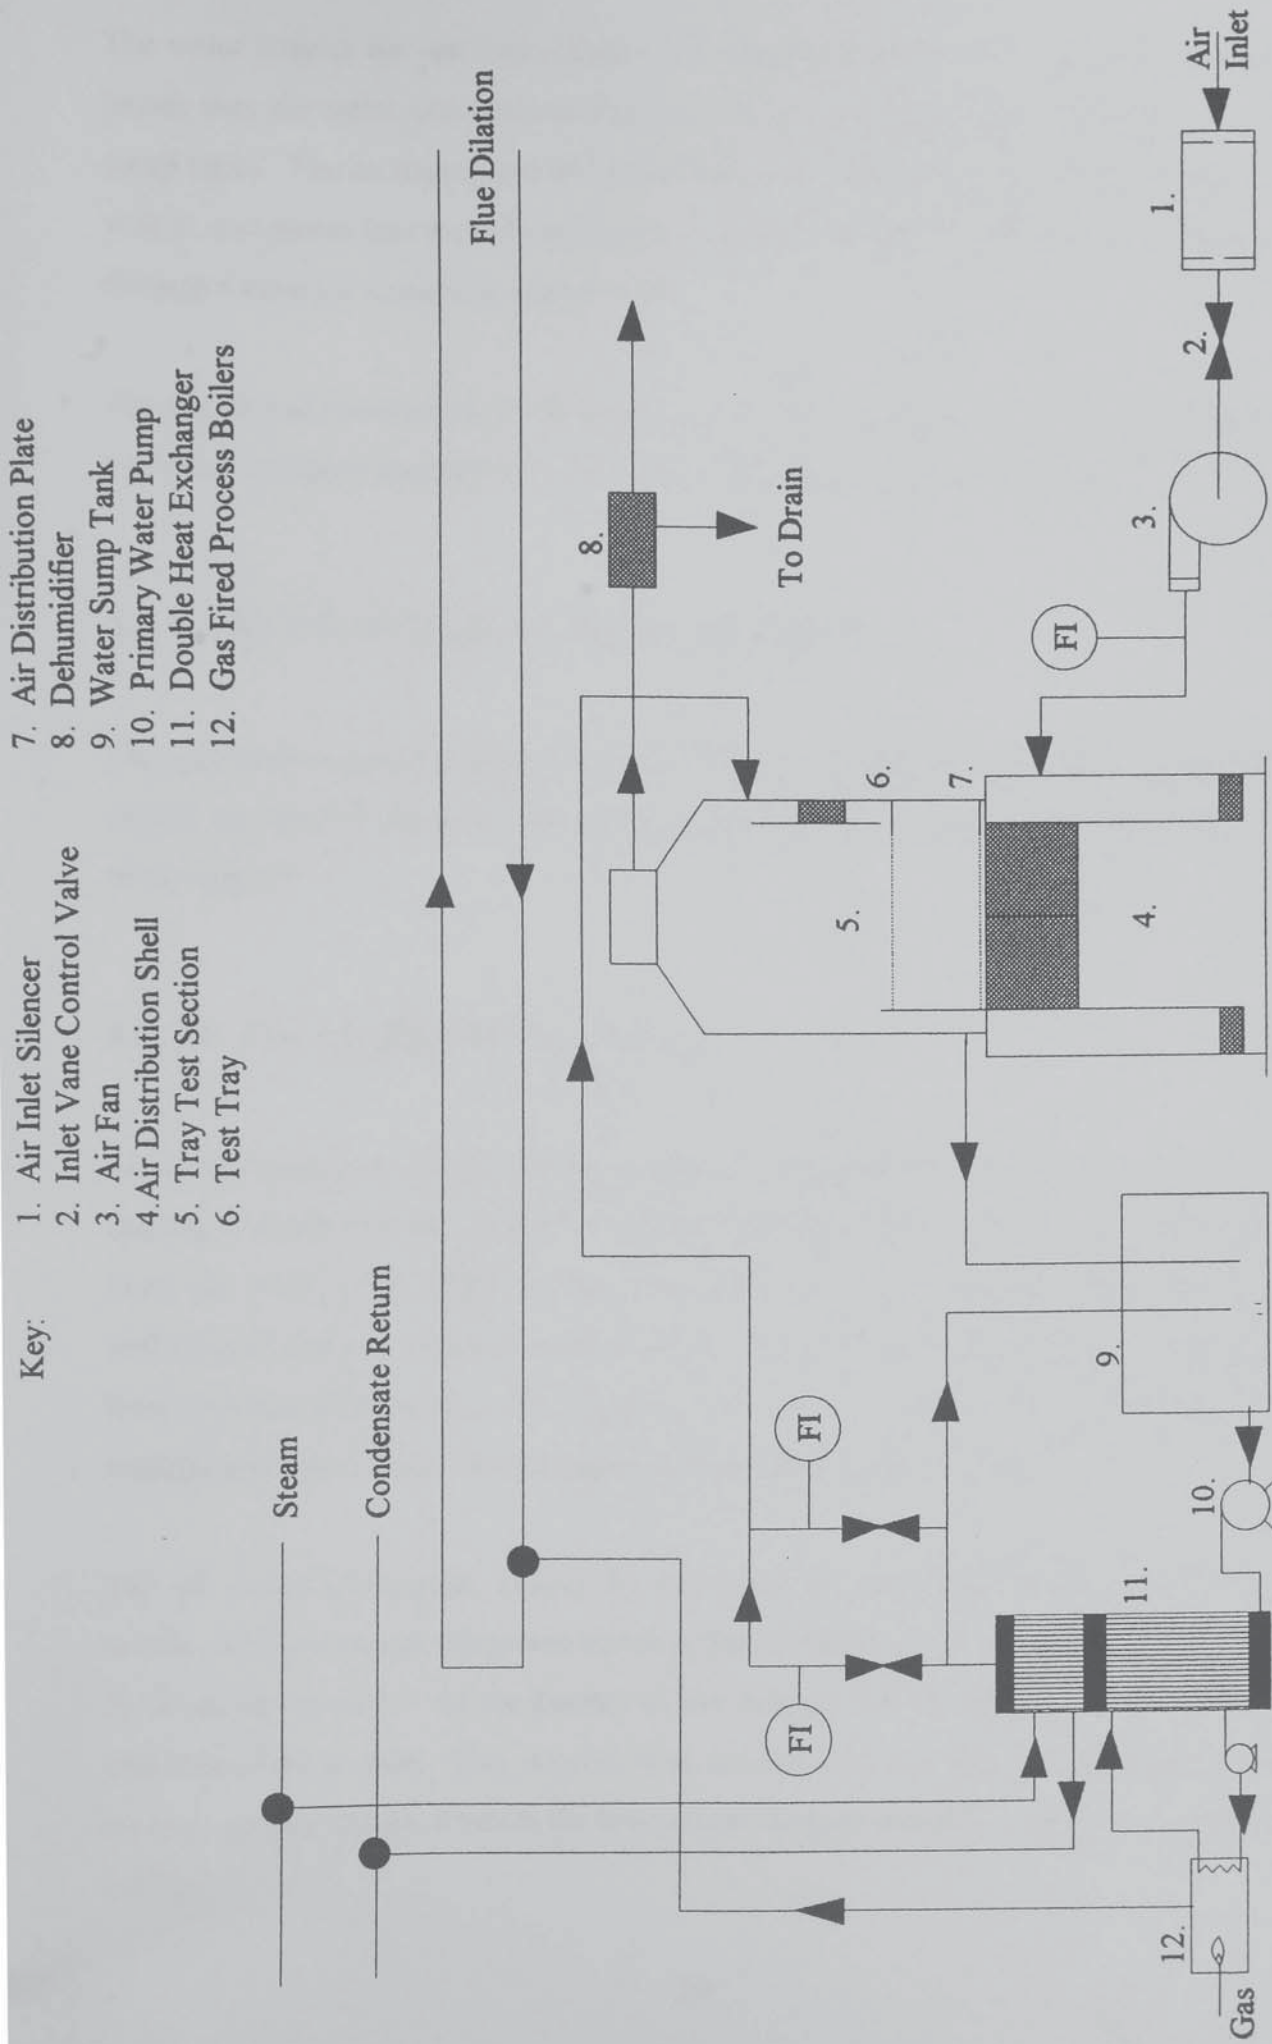 Key:
1. Air Inlet Silencer
2. Inlet Vane Control Valve
3. Air Fan
4. Air Distribution Shell
5. Tray Test Section
6. Test Tray
7. Air Distribution Plate
8. Dehumidifier
9. Water Sump Tank
10. Primary Water Pump
11. Double Heat Exchanger
12. Gas Fired Process Boilers
Steam
Condensate Return
Flue Dilation
8.
To Drain
FI
FI
FI
6.
7.
5.
4.
3.
2.
1.
Air
Inlet
9.
10.
11.
12.
Gas